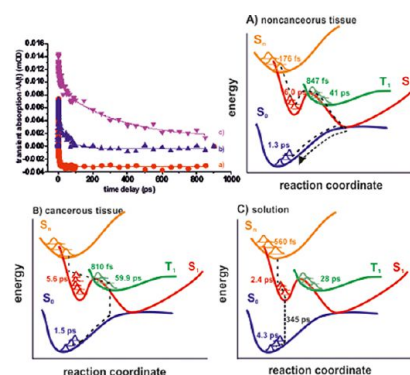 0.016
0.014
0.012
0.010
0.008
0.006
0.004
0.002
0.000
-0.002
-0.004
transient absorption
c)
b)
a)
0 200 400 600 800 1000
time delay (ps)
A) noncancerous tissue
Sn
176 fs
847 fs
6.0 ps
41 ps
T1
S1
S0
1.3 ps
energy
reaction coordinate
B) cancerous tissue
Sn
810 fs
5.6 ps
59.9 ps
T1
S1
S0
1.5 ps
energy
reaction coordinate
C) solution
Sn
560 fs
2.4 ps
28 ps
T1
S1
S0
345 ps
4.3 ps
energy
reaction coordinate